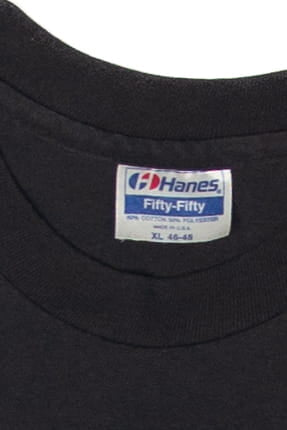 Hanes®
Fifty-Fifty
50% COTTON 50% POLYESTER
MADE IN U.S.A.
XL 46-48